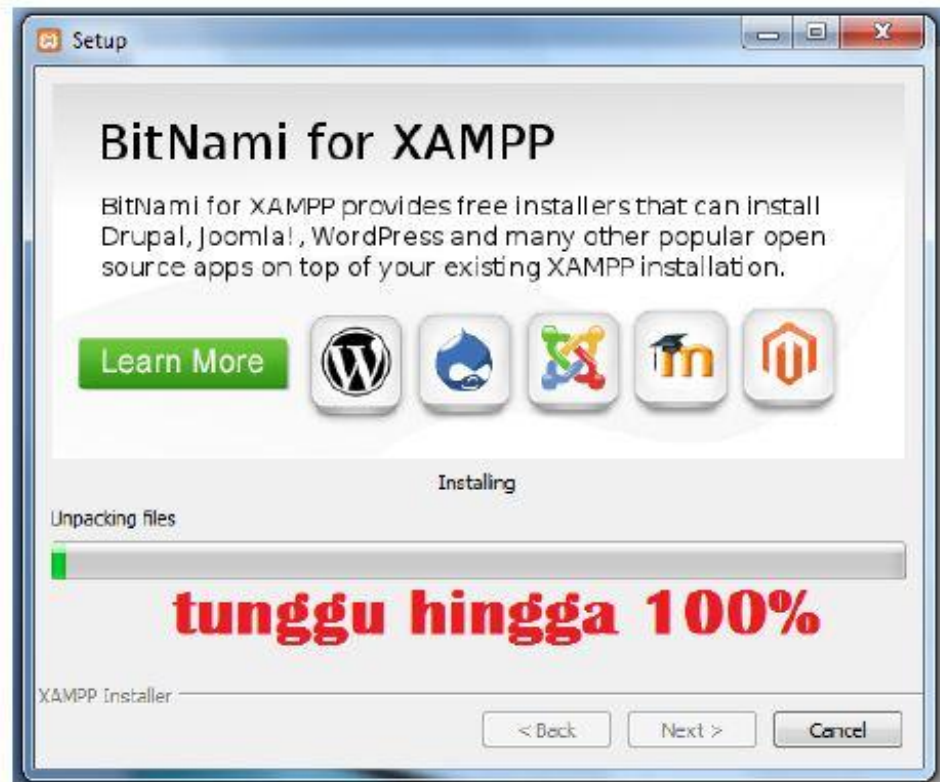 Setup
BitNami for XAMPP
BitNami for XAMPP provides free installers that can install
Drupal, Joomla!, WordPress and many other popular open
source apps on top of your existing XAMPP installation.
Learn More
Installing
Unpacking files
tunggu hingga 100%
XAMPP Installer
< Back Next > Cancel